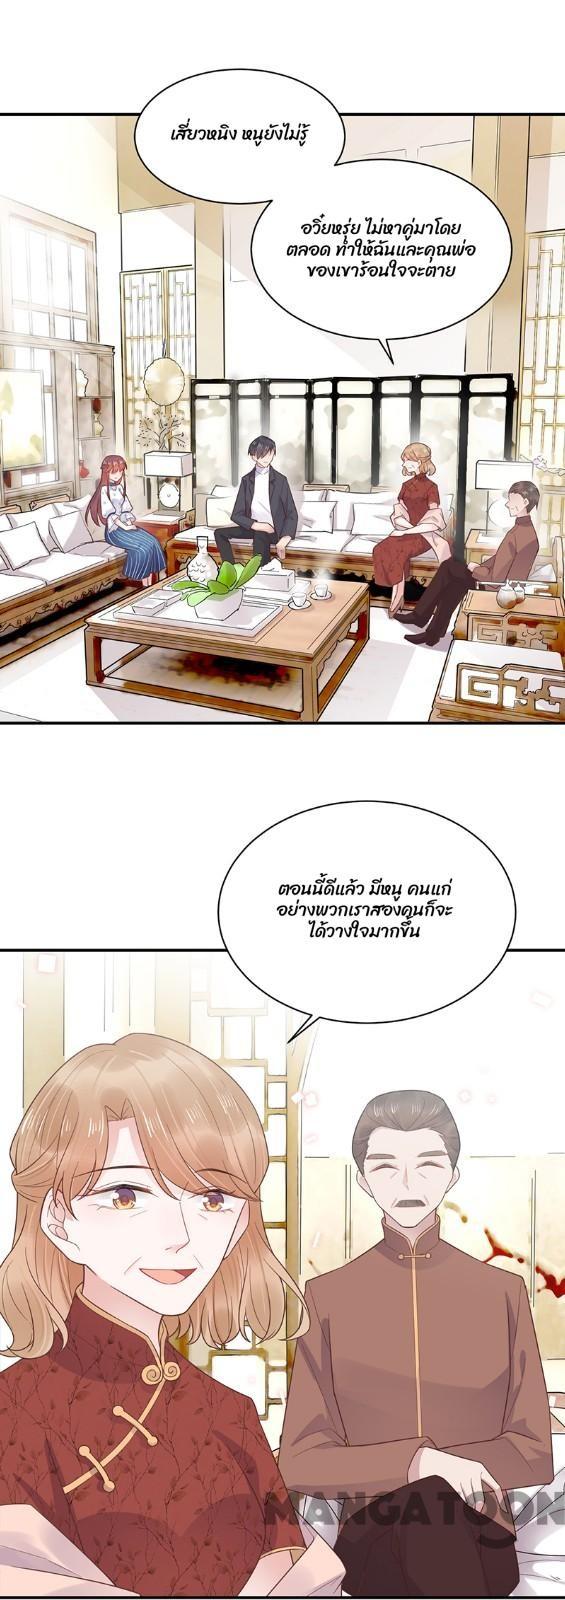 เสี่ยวหนิง หนูยังไม่รู้
อวิ๋ยหรุ่ย ไม่หาคู่มาโดย
ตลอด ทำให้ฉันและคุณพ่อ
ของเขาร้อนใจจะตาย
ตอนนี้ดีแล้ว มีหนู คนแก่
อย่างพวกเราสองคนก็จะ
ได้วางใจมากขึ้น
MANGATOON